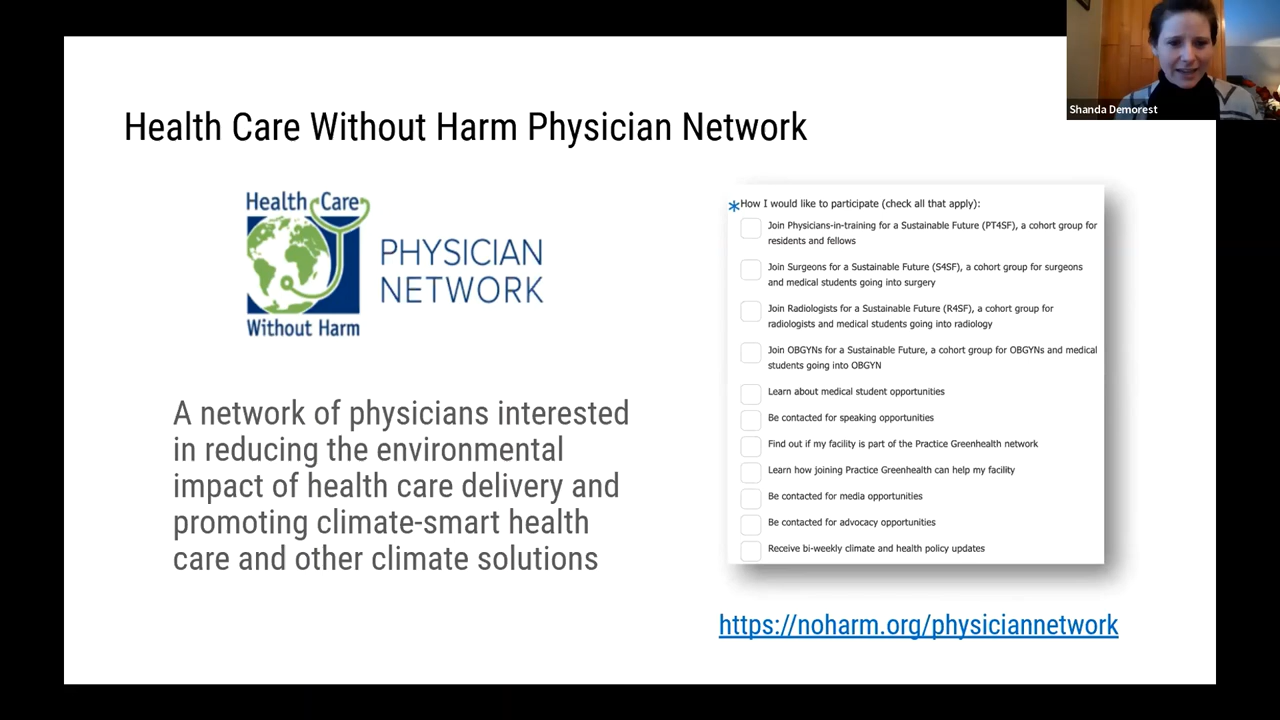 Shanda Demorest
Health Care Without Harm Physician Network
Health Care
Without Harm
PHYSICIAN
NETWORK
A network of physicians interested
in reducing the environmental
impact of health care delivery and
promoting climate-smart health
care and other climate solutions
*How I would like to participate (check all that apply):
Join Physicians-in-training for a Sustainable Future (PT4SF), a cohort group for
residents and fellows
Join Surgeons for a Sustainable Future (S4SF), a cohort group for surgeons
and medical students going into surgery
Join Radiologists for a Sustainable Future (R4SF), a cohort group for
radiologists and medical students going into radiology
Join OBGYNs for a Sustainable Future, a cohort group for OBGYNs and medical
students going into OBGYN
Learn about medical student opportunities
Be contacted for speaking opportunities
Find out if my facility is part of the Practice Greenhealth network
Learn how joining Practice Greenhealth can help my facility
Be contacted for media opportunities
Be contacted for advocacy opportunities
Receive bi-weekly climate and health policy updates
https://noharm.org/physiciannetwork